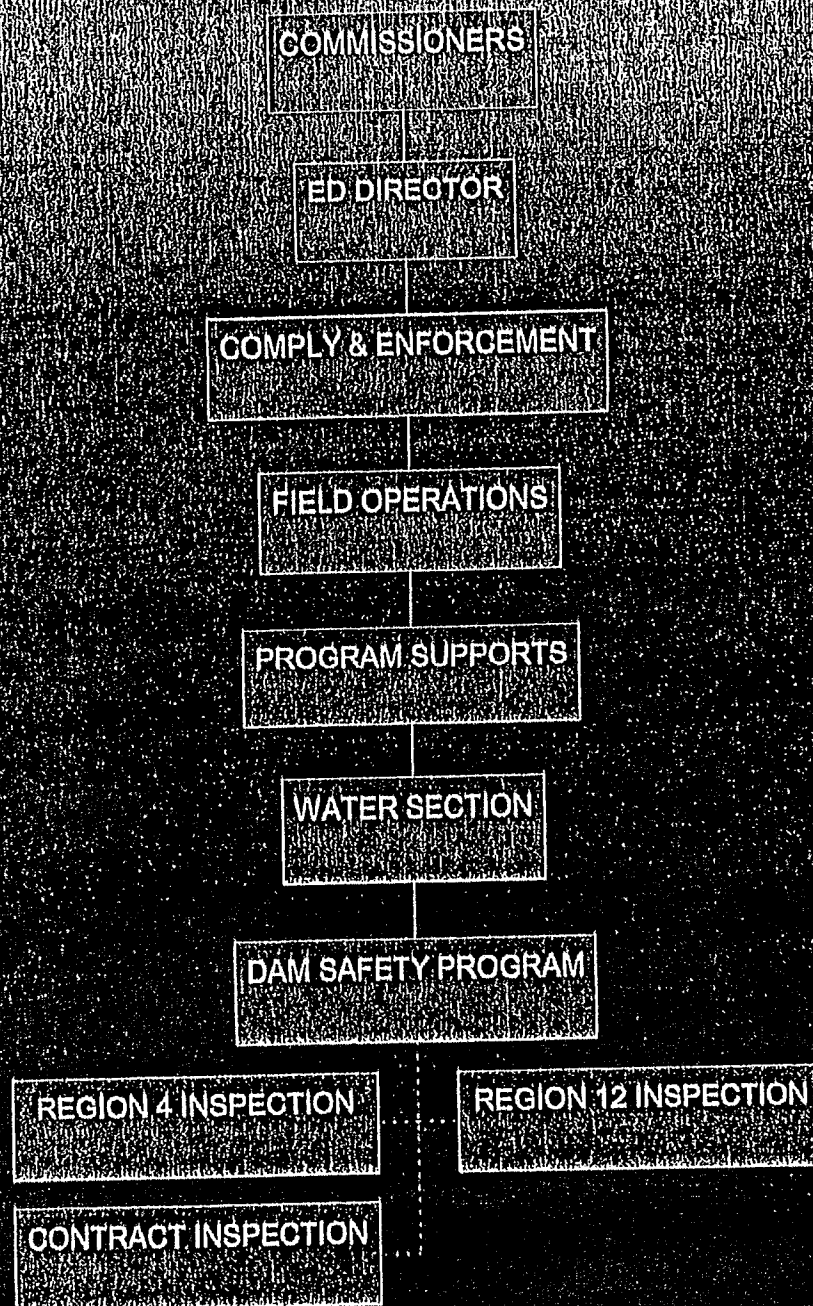 COMMISSIONERS
ED DIRECTOR
COMPLY & ENFORCEMENT
FIELD OPERATIONS
PROGRAM SUPPORTS
WATER SECTION
DAM SAFETY PROGRAM
REGION 4 INSPECTION
REGION 12 INSPECTION
CONTRACT INSPECTION